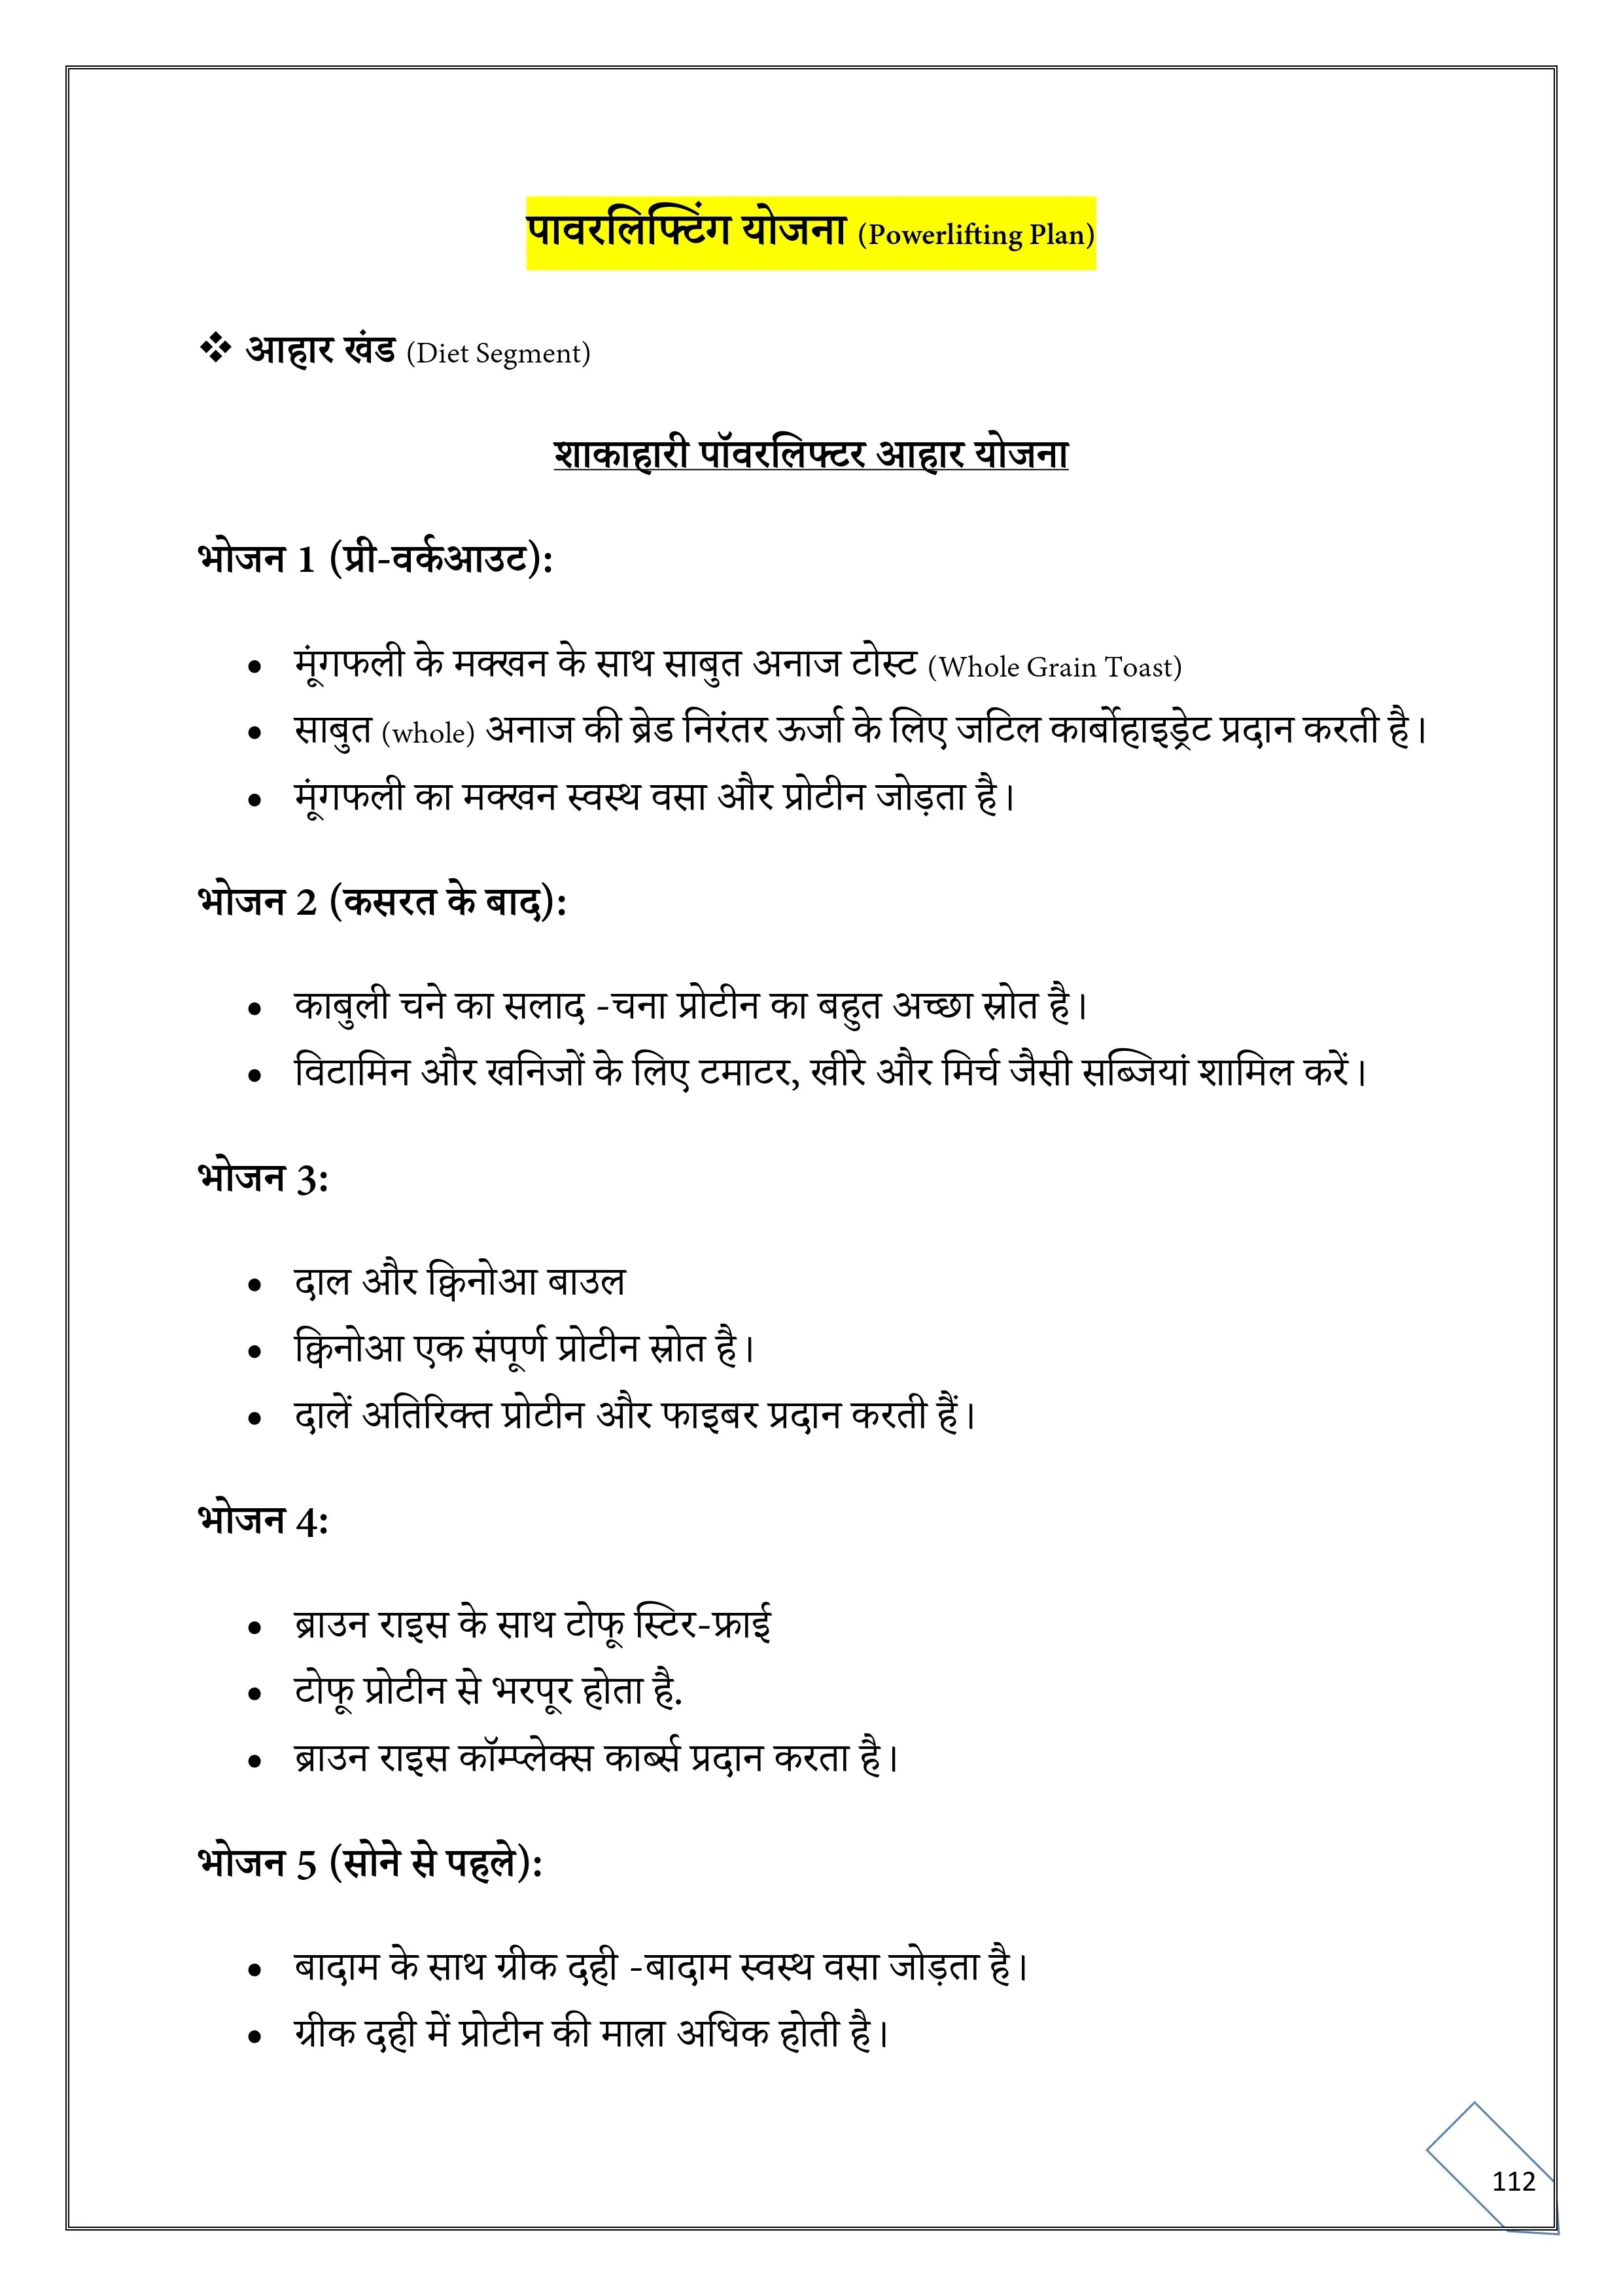 पावरलिफ्टिंग योजना (Powerlifting Plan)
❖ आहार खंड (Diet Segment)
शाकाहारी पॉवरलिफ्टर आहार योजना
भोजन 1 (प्री-वर्कआउट):
• मूंगफली के मक्खन के साथ साबुत अनाज टोस्ट (Whole Grain Toast)
• साबुत (whole) अनाज की ब्रेड निरंतर ऊर्जा के लिए जटिल कार्बोहाइड्रेट प्रदान करती है।
• मूंगफली का मक्खन स्वस्थ वसा और प्रोटीन जोड़ता है।
भोजन 2 (कसरत के बाद):
• काबुली चने का सलाद -चना प्रोटीन का बहुत अच्छा स्रोत है।
• विटामिन और खनिजों के लिए टमाटर, खीरे और मिर्च जैसी सब्जियां शामिल करें।
भोजन 3:
• दाल और क्विनोआ बाउल
• क्विनोआ एक संपूर्ण प्रोटीन स्रोत है।
• दालें अतिरिक्त प्रोटीन और फाइबर प्रदान करती हैं।
भोजन 4:
• ब्राउन राइस के साथ टोफू स्टिर-फ्राई
• टोफू प्रोटीन से भरपूर होता है.
• ब्राउन राइस कॉम्प्लेक्स कार्ब्स प्रदान करता है।
भोजन 5 (सोने से पहले):
• बादाम के साथ ग्रीक दही -बादाम स्वस्थ वसा जोड़ता है।
• ग्रीक दही में प्रोटीन की मात्रा अधिक होती है।
112